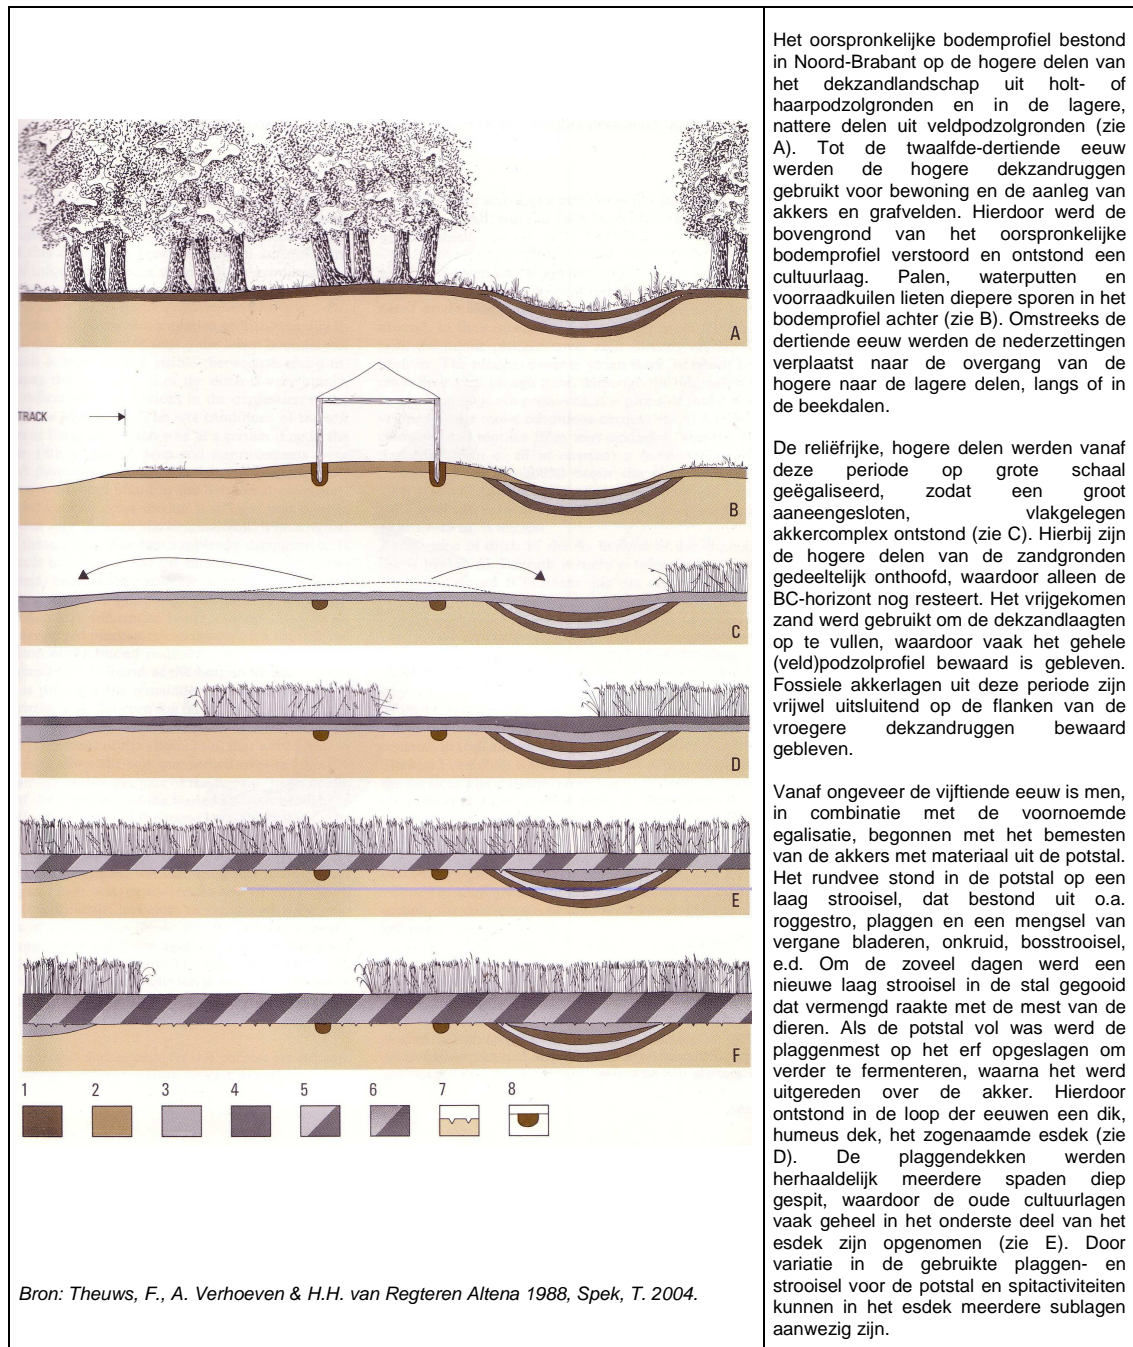 TRACK
A
B
C
D
E
F
1 2 3 4 5 6 7 8
Bron: Theuws, F., A. Verhoeven & H.H. van Regteren Altena 1988, Spek, T. 2004.
Het oorspronkelijke bodemprofiel bestond
in Noord-Brabant op de hogere delen van
het dekzandlandschap uit holt- of
haarpodzolgronden en in de lagere,
nattere delen uit veldpodzolgronden (zie
A). Tot de twaalfde-dertiende eeuw
werden de hogere dekzandruggen
gebruikt voor bewoning en de aanleg van
akkers en grafvelden. Hierdoor werd de
bovengrond van het oorspronkelijke
bodemprofiel verstoord en ontstond een
cultuurlaag. Palen, waterputten en
voorraadkuilen lieten diepere sporen in het
bodemprofiel achter (zie B). Omstreeks de
dertiende eeuw werden de nederzettingen
verplaatst naar de overgang van de
hogere naar de lagere delen, langs of in
de beekdalen.
De reliëfrijke, hogere delen werden vanaf
deze periode op grote schaal
geëgaliseerd, zodat een groot
aaneengesloten, vlakgelegen
akkercomplex ontstond (zie C). Hierbij zijn
de hogere delen van de zandgronden
gedeeltelijk onthoofd, waardoor alleen de
BC-horizont nog resteert. Het vrijgekomen
zand werd gebruikt om de dekzandlaagten
op te vullen, waardoor vaak het gehele
(veld)podzolprofiel bewaard is gebleven.
Fossiele akkerlagen uit deze periode zijn
vrijwel uitsluitend op de flanken van de
vroegere dekzandruggen bewaard
gebleven.
Vanaf ongeveer de vijftiende eeuw is men,
in combinatie met de voornoemde
egalisatie, begonnen met het bemesten
van de akkers met materiaal uit de potstal.
Het rundvee stond in de potstal op een
laag strooisel, dat bestond uit o.a.
roggestro, plaggen en een mengsel van
vergane bladeren, onkruid, bosstrooisel,
e.d. Om de zoveel dagen werd een
nieuwe laag strooisel in de stal gegooid
dat vermengd raakte met de mest van de
dieren. Als de potstal vol was werd de
plaggenmest op het erf opgeslagen om
verder te fermenteren, waarna het werd
uitgereden over de akker. Hierdoor
ontstond in de loop der eeuwen een dik,
humeus dek, het zogenaamde esdek (zie
D). De plaggendekken werden
herhaaldelijk meerdere spaden diep
gespit, waardoor de oude cultuurlagen
vaak geheel in het onderste deel van het
esdek zijn opgenomen (zie E). Door
variatie in de gebruikte plaggen- en
strooisel voor de potstal en spitactiviteiten
kunnen in het esdek meerdere sublagen
aanwezig zijn.